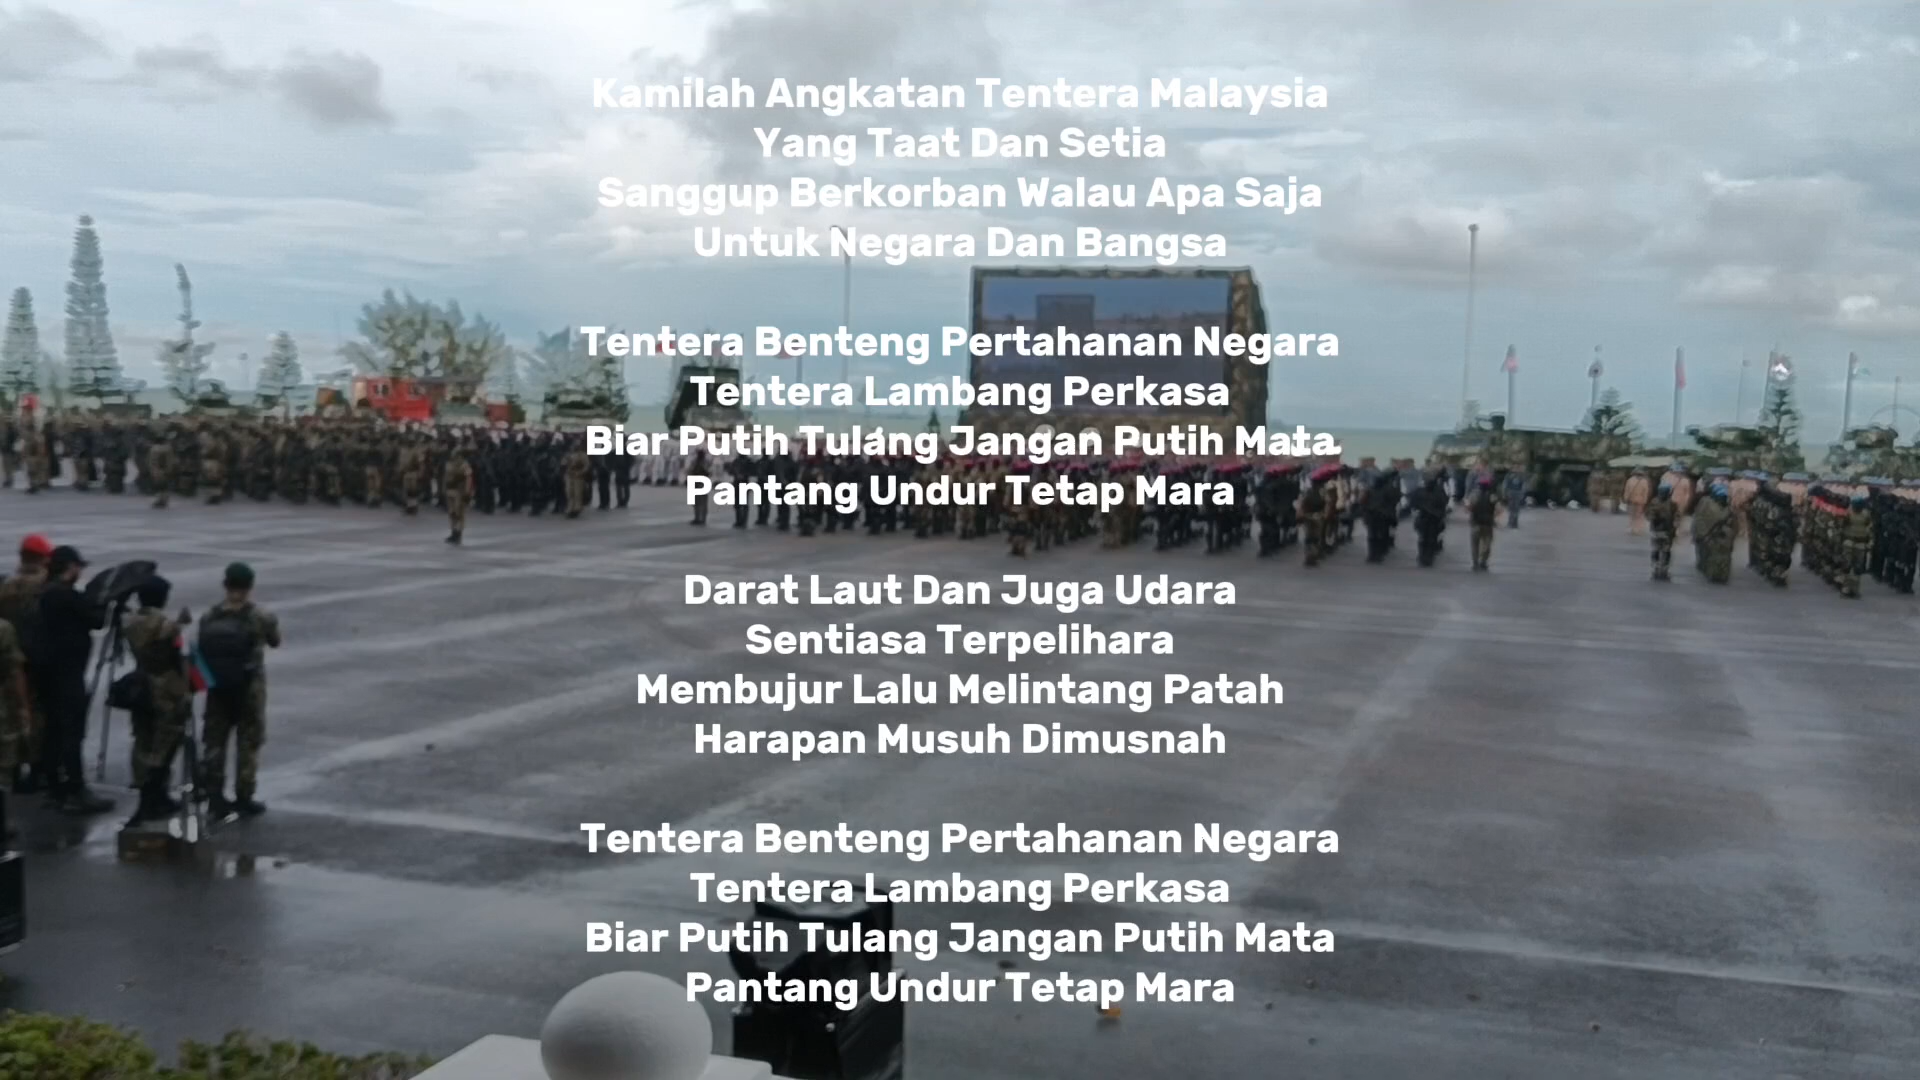 Kamilah Angkatan Tentera Malaysia
Yang Taat Dan Setia
Sanggup Berkorban Walau Apa Saja
Untuk Negara Dan Bangsa
Tentera Benteng Pertahanan Negara
Tentera Lambang Perkasa
Biar Putih Tulang Jangan Putih Mata
Pantang Undur Tetap Mara
Darat Laut Dan Juga Udara
Sentiasa Terpelihara
Membujur Lalu Melintang Patah
Harapan Musuh Dimusnah
Tentera Benteng Pertahanan Negara
Tentera Lambang Perkasa
Biar Putih Tulang Jangan Putih Mata
Pantang Undur Tetap Mara